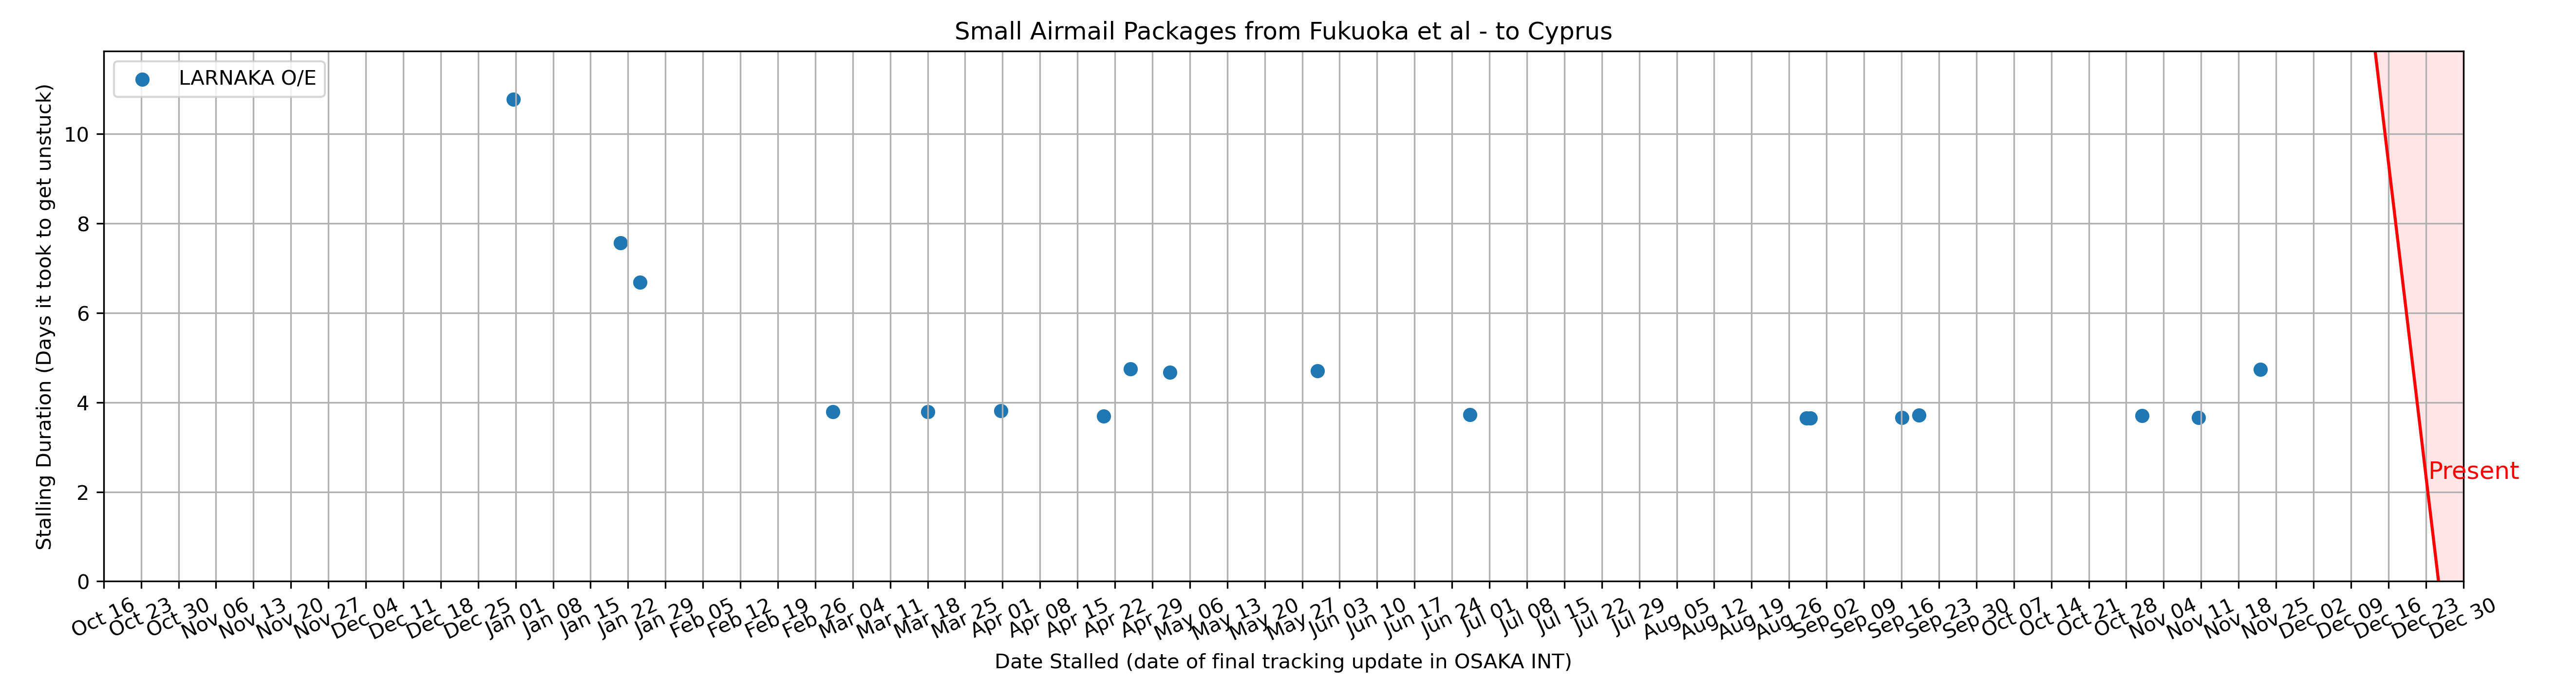 Small Airmail Packages from Fukuoka et al - to Cyprus
LARNAKA O/E
Stalling Duration (Days it took to get unstuck)
10
8
6
4
2
0
Present
Oct 16 Oct 23 Oct 30 Nov 06 Nov 13 Nov 20 Nov 27 Dec 04 Dec 11 Dec 18 Dec 25 Jan 01 Jan 08 Jan 15 Jan 22 Jan 29 Feb 05 Feb 12 Feb 19 Feb 26 Mar 04 Mar 11 Mar 18 Mar 25 Apr 01 Apr 08 Apr 15 Apr 22 Apr 29 May 06 May 13 May 20 May 27 Jun 03 Jun 10 Jun 17 Jun 24 Jul 01 Jul 08 Jul 15 Jul 22 Jul 29 Aug 05 Aug 12 Aug 19 Aug 26 Sep 02 Sep 09 Sep 16 Sep 23 Sep 30 Oct 07 Oct 14 Oct 21 Oct 28 Nov 04 Nov 11 Nov 18 Nov 25 Dec 02 Dec 09 Dec 16 Dec 23 Dec 30
Date Stalled (date of final tracking update in OSAKA INT)